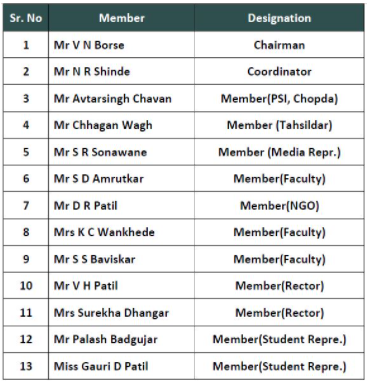 Sr. No Member Designation
1 Mr V N Borse Chairman
2 Mr N R Shinde Coordinator
3 Mr Avtarsingh Chavan Member(PSI, Chopda)
4 Mr Chhagan Wagh Member (Tahsildar)
5 Mr S R Sonawane Member (Media Repr.)
6 Mr S D Amrutkar Member(Faculty)
7 Mr D R Patil Member(NGO)
8 Mrs K C Wankhede Member(Faculty)
9 Mr S S Baviskar Member(Faculty)
10 Mr V H Patil Member(Rector)
11 Mrs Surekha Dhangar Member(Rector)
12 Mr Palash Badgujar Member(Student Repre.)
13 Miss Gauri D Patil Member(Student Repre.)